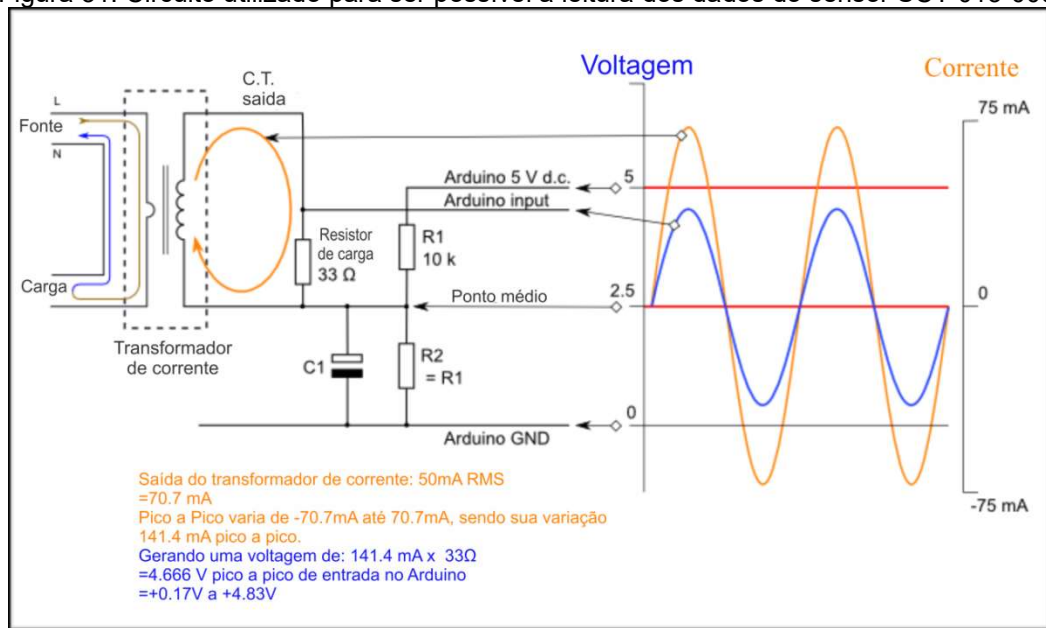 Voltagem
Corrente
C.T.
saida
L
Fonte
N
75 mA
Arduino 5 V d.c.
5
Arduino input
Resistor
de carga
33 Ω
R1
10 k
Carga
Ponto médio
2.5
0
Transformador
de corrente
C1
R2
= R1
0
Arduino GND
-75 mA
Saída do transformador de corrente: 50mA RMS
=70.7 mA
Pico a Pico varia de -70.7mA até 70.7mA, sendo sua variação
141.4 mA pico a pico.
Gerando uma voltagem de: 141.4 mA x 33Ω
=4.666 V pico a pico de entrada no Arduino
=+0.17V a +4.83V